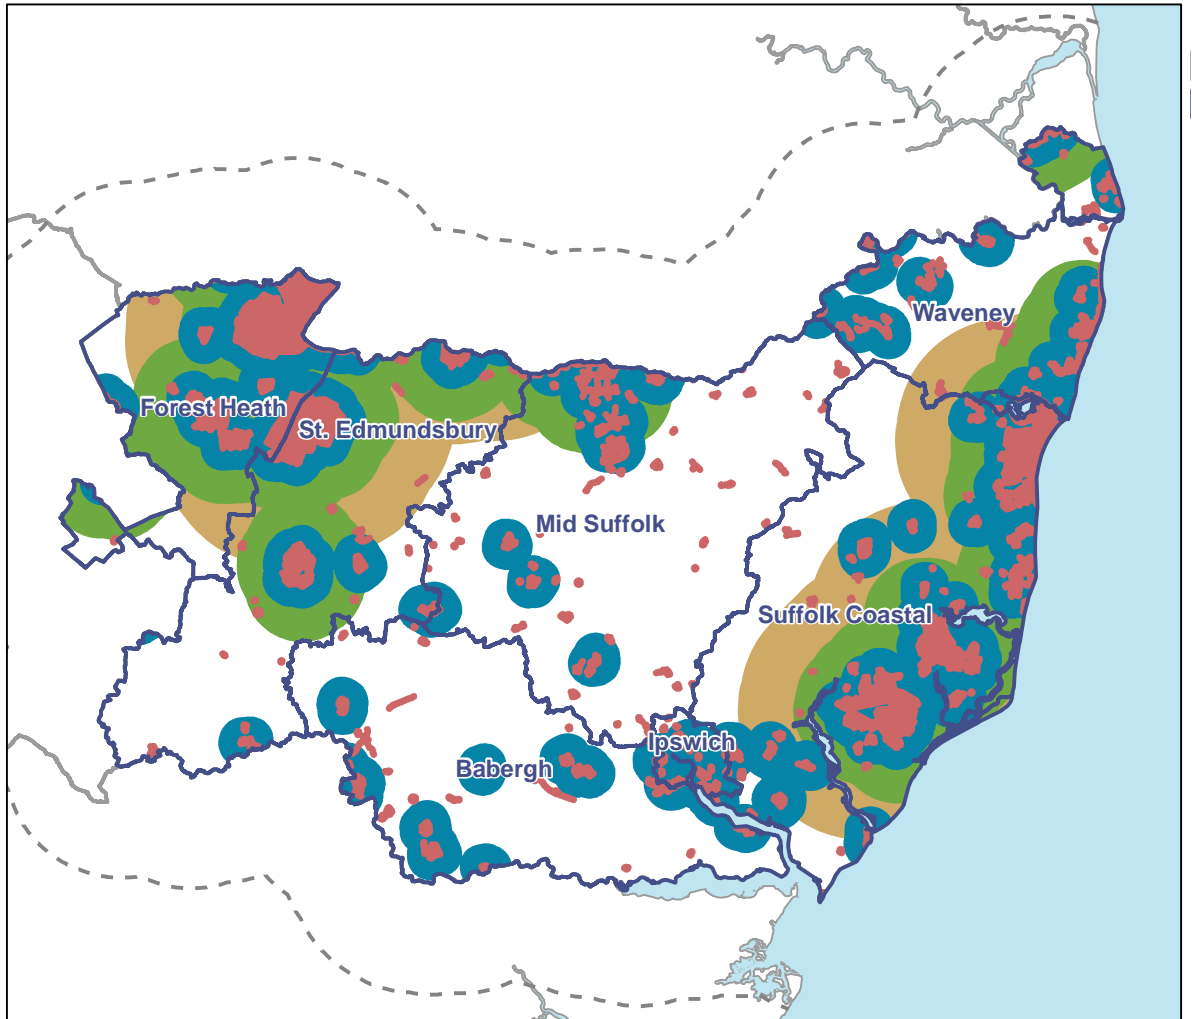 Waveney
Forest Heath
St. Edmundsbury
Mid Suffolk
Suffolk Coastal
Ipswich
Babergh